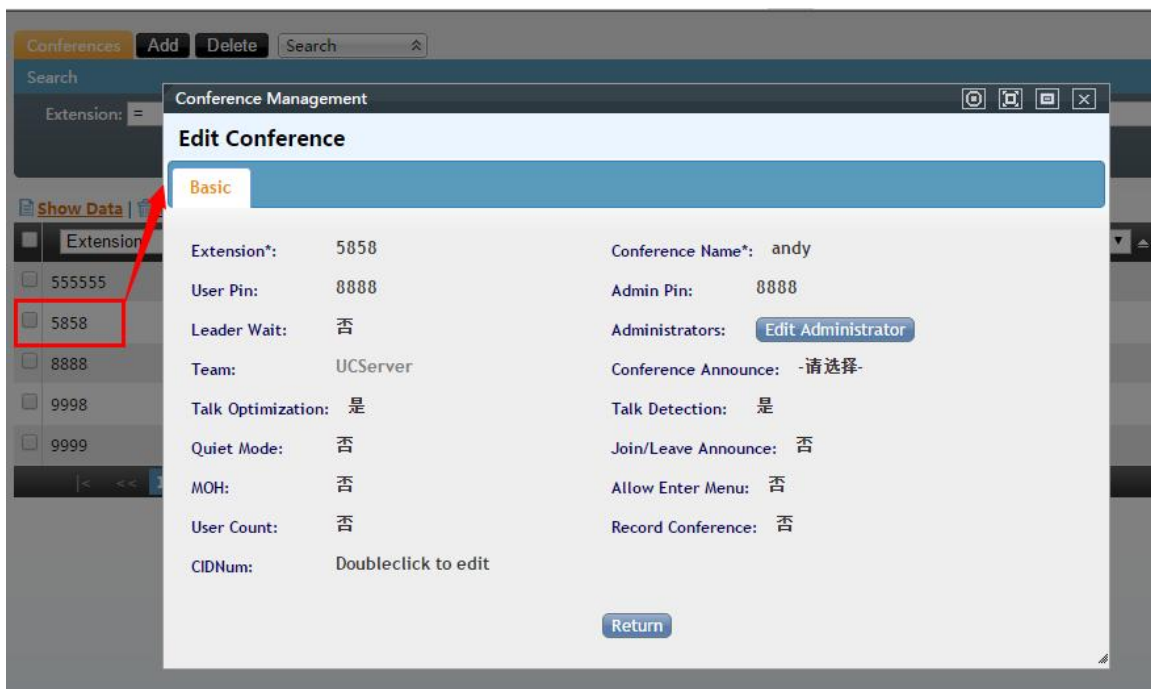 Conferences Add Delete Search
Search
Extension: =
Conference Management
Edit Conference
Basic
Show Data |
Extension
555555
5858
8888
9998
9999
|< <<
Extension*: 5858 Conference Name*: andy
User Pin: 8888 Admin Pin: 8888
Leader Wait: 否 Administrators: Edit Administrator
Team: UCServer Conference Announce: -请选择-
Talk Optimization: 是 Talk Detection: 是
Quiet Mode: 否 Join/Leave Announce: 否
MOH: 否 Allow Enter Menu: 否
User Count: 否 Record Conference: 否
CIDNum: Doubleclick to edit
Return